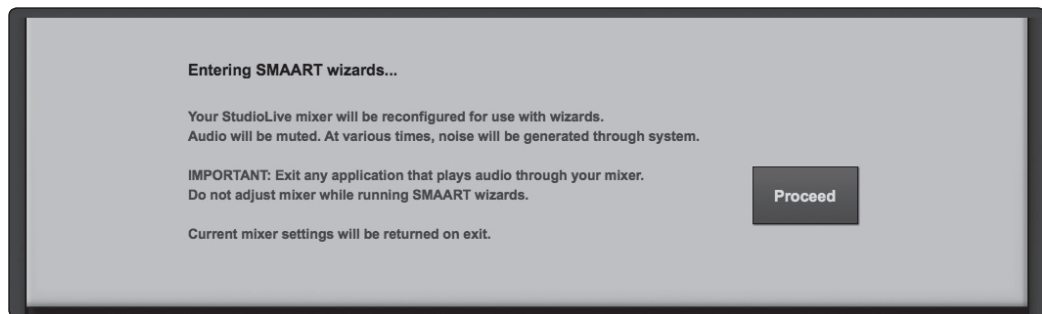 Entering SMAART wizards...
Your StudioLive mixer will be reconfigured for use with wizards.
Audio will be muted. At various times, noise will be generated through system.
IMPORTANT: Exit any application that plays audio through your mixer.
Do not adjust mixer while running SMAART wizards.
Proceed
Current mixer settings will be returned on exit.